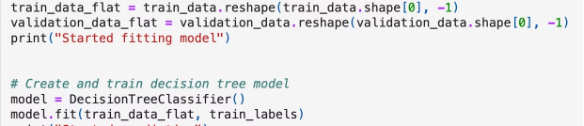 train_data_flat = train_data.reshape(train_data.shape[0], -1)
validation_data_flat = validation_data.reshape(validation_data.shape[0], -1)
print("Started fitting model")
# Create and train decision tree model
model = DecisionTreeClassifier()
model.fit(train_data_flat, train_labels)